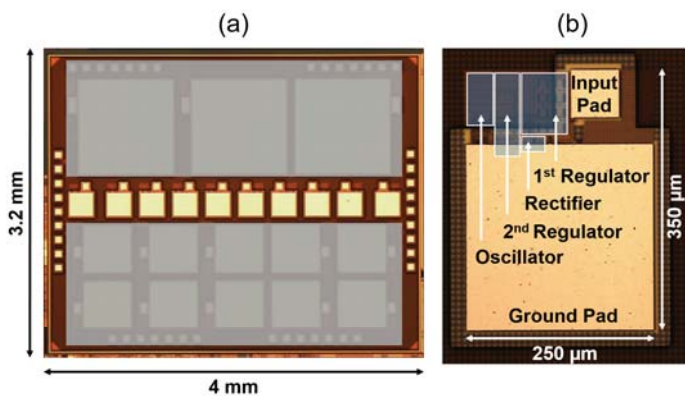 (a)
(b)
3.2 mm
4 mm
Input
Pad
1st Regulator
Rectifier
2nd Regulator
Oscillator
350 µm
Ground Pad
250 µm